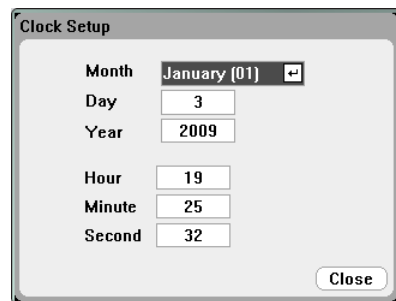 Clock Setup
Month January (01)
Day 3
Year 2009
Hour 19
Minute 25
Second 32
Close